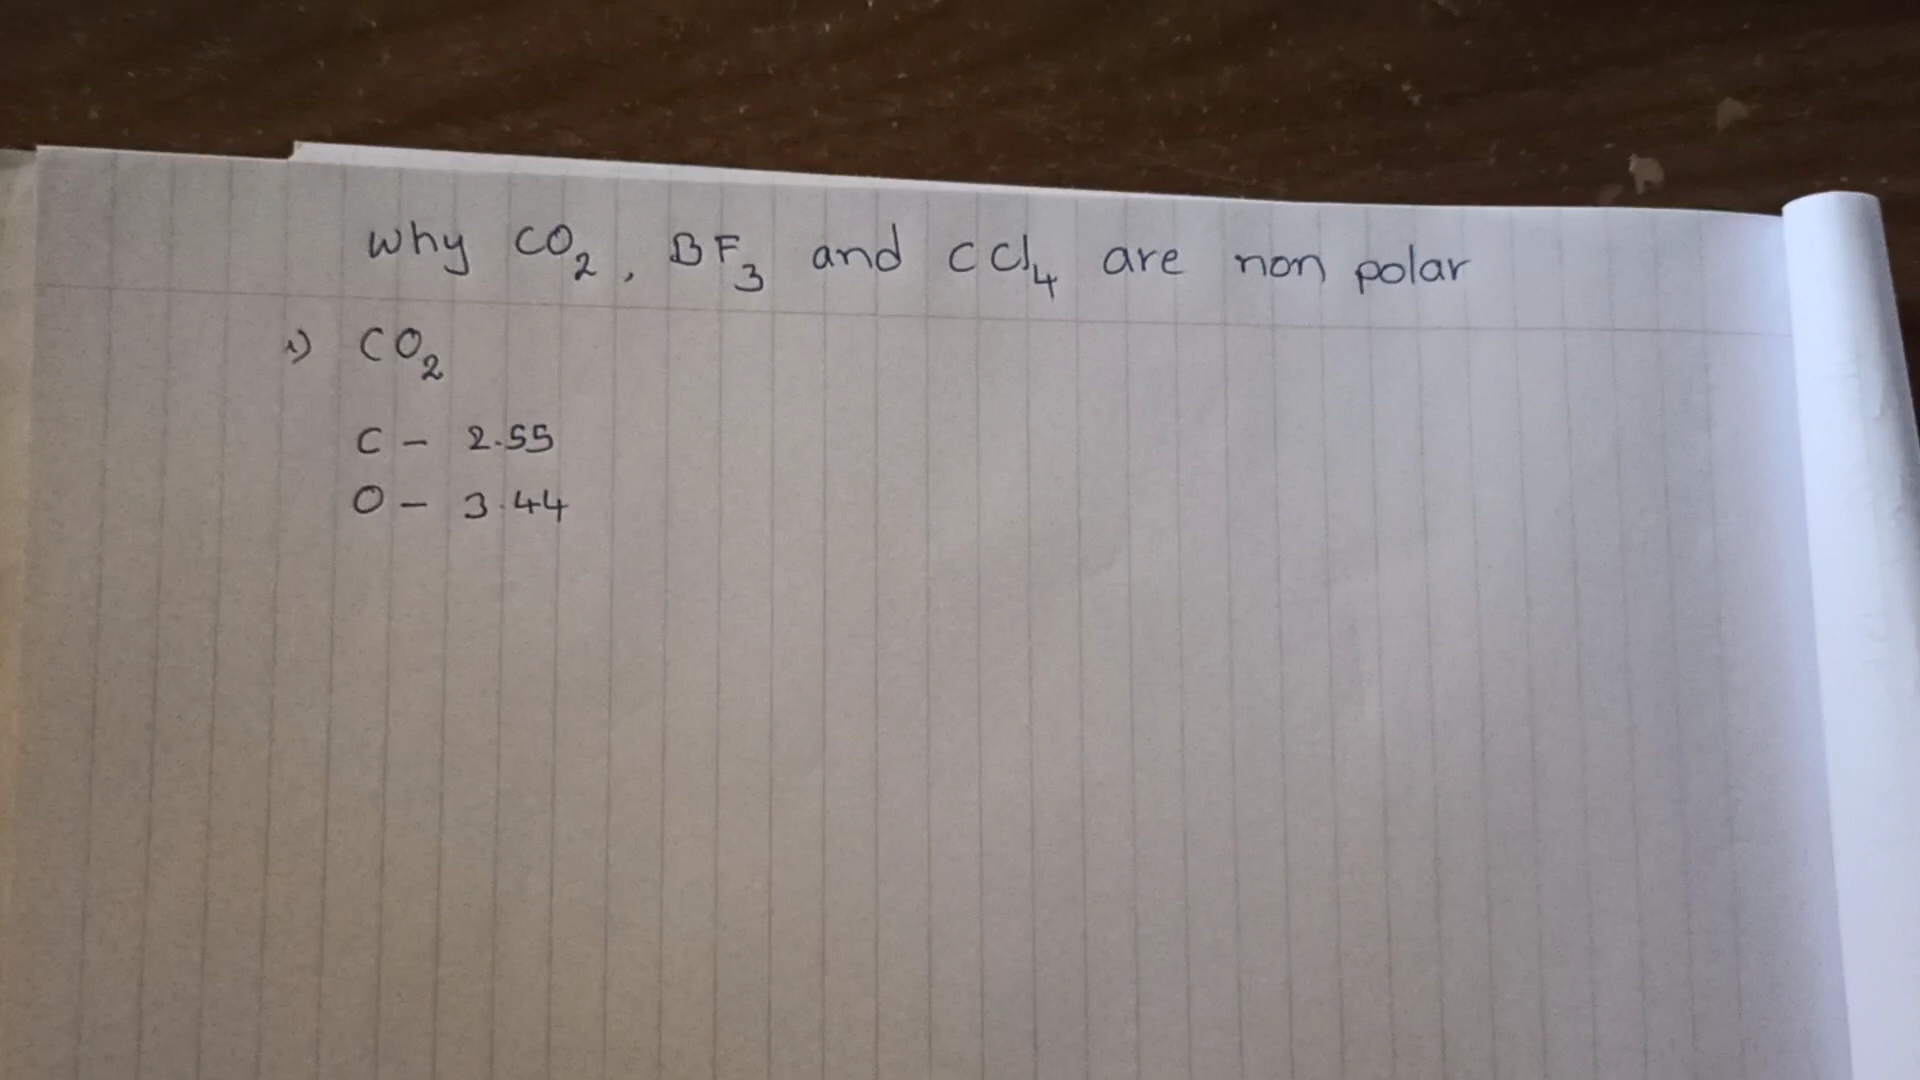 why CO₂, BF₃ and CCl₄ are non polar
1) CO₂
C - 2.55
O - 3.44